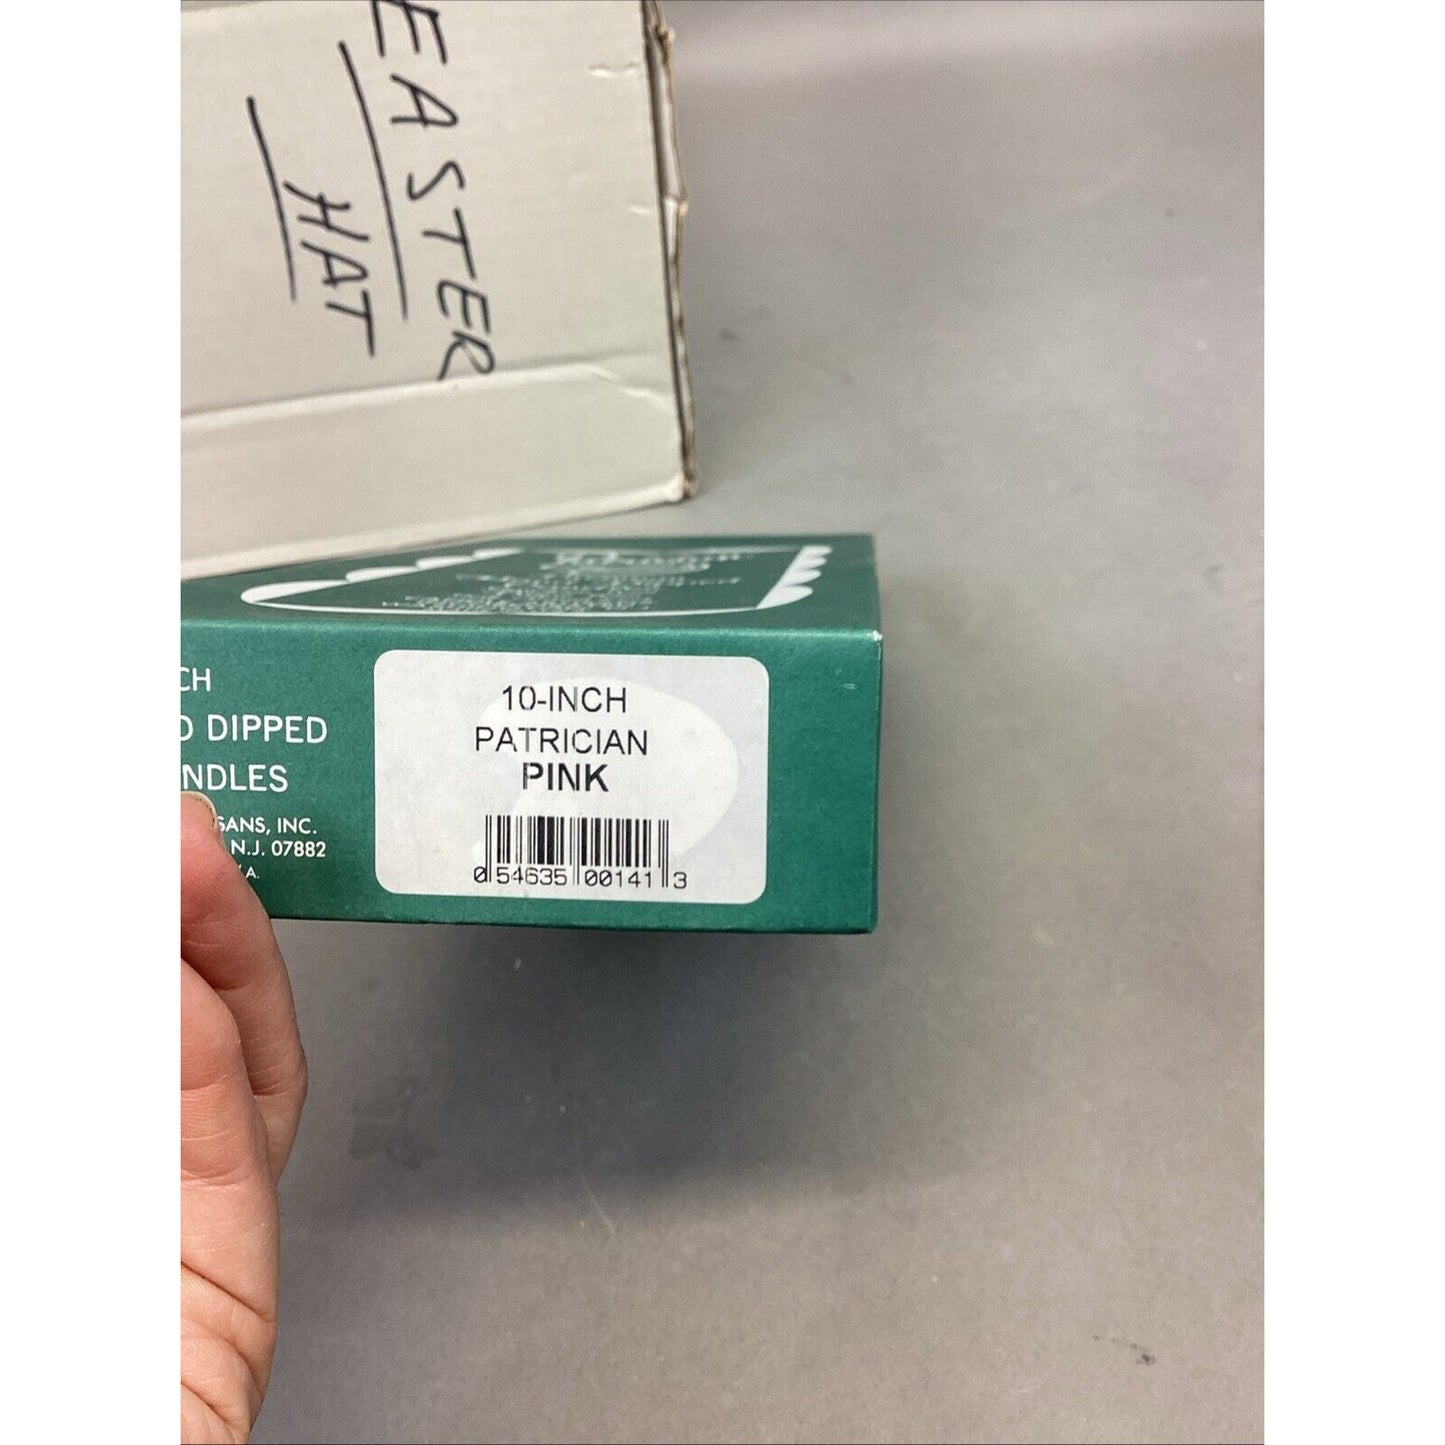 EASTER
HAT
CH
D DIPPED
NDLES
SANS, INC.
N.J. 07882
A.
10-INCH
PATRICIAN
PINK
0 54635 00141 3